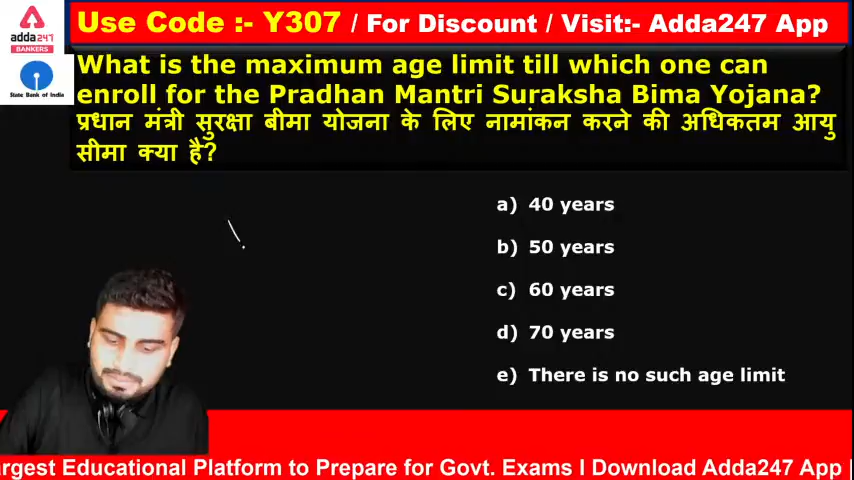 Use Code :- Y307 / For Discount / Visit:- Adda247 App
adda247
BANKERS
State Bank of India
What is the maximum age limit till which one can
enroll for the Pradhan Mantri Suraksha Bima Yojana?
प्रधान मंत्री सुरक्षा बीमा योजना के लिए नामांकन करने की अधिकतम आयु
सीमा क्या है?
a) 40 years
b) 50 years
c) 60 years
d) 70 years
e) There is no such age limit
argest Educational Platform to Prepare for Govt. Exams I Download Adda247 App |